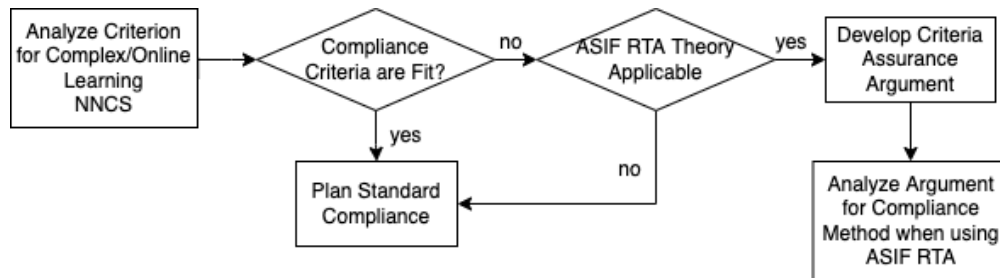 Analyze Criterion
for Complex/Online
Learning
NNCS
Compliance
Criteria are Fit?
no
ASIF RTA Theory
Applicable
yes
Develop Criteria
Assurance
Argument
yes
no
Plan Standard
Compliance
Analyze Argument
for Compliance
Method when using
ASIF RTA